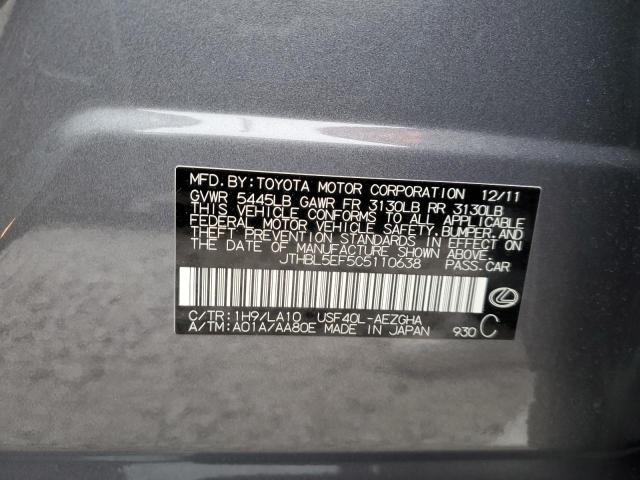 MFD.BY:TOYOTA MOTOR CORPORATION 12/11
GVWR 5445LB GAWR FR 3130LB RR 3130LB
THIS VEHICLE CONFORMS TO ALL APPLICABLE
FEDERAL MOTOR VEHICLE SAFETY,BUMPER,AND
THEFT PREVENTION STANDARDS IN EFFECT ON
THE DATE OF MANUFACTURE SHOWN ABOVE.
JTHBL5EF5C5110638 PASS.CAR
C/TR:1H9/LA10 USF40L-AEZGHA
A/TM:A01A/AA80E MADE IN JAPAN 930 C